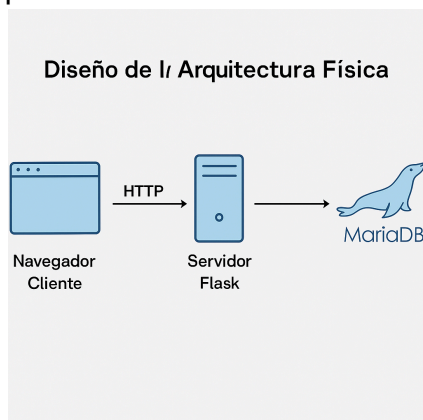 Diseño de l Arquitectura Física
HTTP
Navegador
Cliente
Servidor
Flask
MariaDB